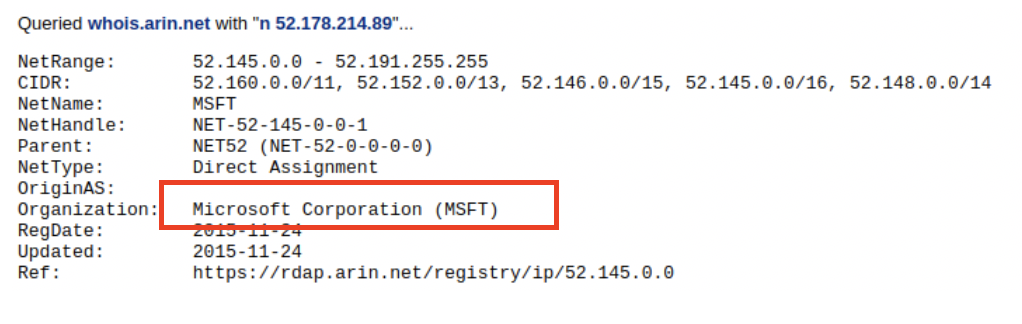 Queried whois.arin.net with "n 52.178.214.89"...
NetRange: 52.145.0.0 - 52.191.255.255
CIDR: 52.160.0.0/11, 52.152.0.0/13, 52.146.0.0/15, 52.145.0.0/16, 52.148.0.0/14
NetName: MSFT
NetHandle: NET-52-145-0-0-1
Parent: NET52 (NET-52-0-0-0-0)
NetType: Direct Assignment
OriginAS:
Organization: Microsoft Corporation (MSFT)
RegDate: 2015-11-24
Updated: 2015-11-24
Ref: https://rdap.arin.net/registry/ip/52.145.0.0